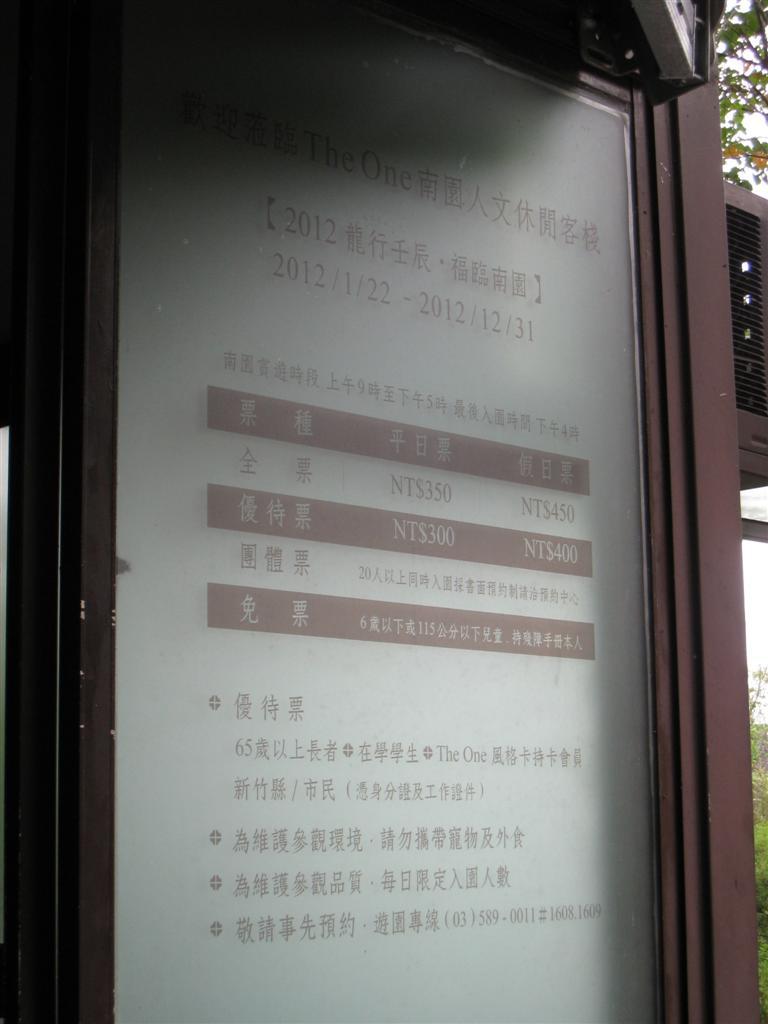 歡迎蒞臨The One南園人文休閒客棧
【2012 龍行壬辰・福臨南園】
2012/1/22 - 2012/12/31
南園賞遊時段 上午9時至下午5時 最後入園時間 下午4時
票種 平日票 假日票
全票 NT$350 NT$450
優待票 NT$300 NT$400
團體票 20人以上同時入園採書面預約制請洽預約中心
免票 6歲以下或115公分以下兒童﹐持殘障手冊本人
優待票
65歲以上長者 在學學生 The One 風格卡持卡會員
新竹縣/市民(憑身分證及工作證件)
為維護參觀環境・請勿攜帶寵物及外食
為維護參觀品質・每日限定入園人數
敬請事先預約・遊園專線(03)589-0011#1608.1609